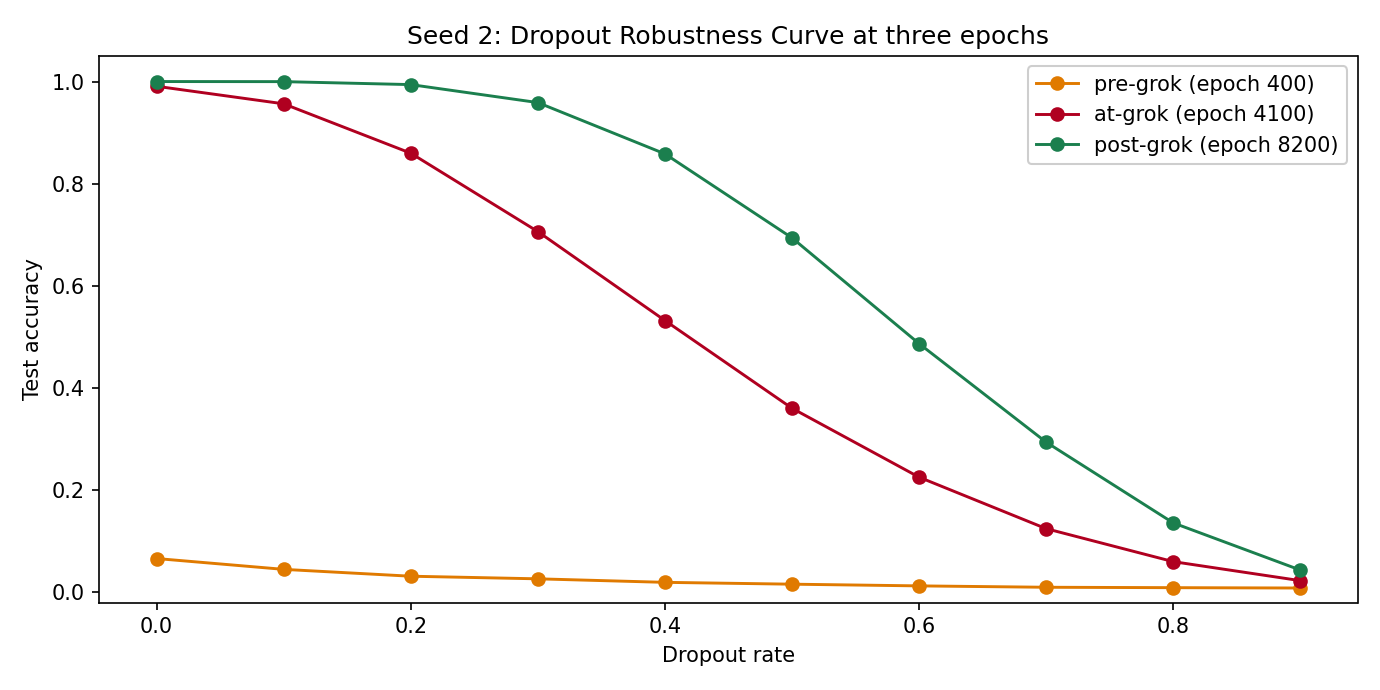 Seed 2: Dropout Robustness Curve at three epochs
pre-grok (epoch 400)
at-grok (epoch 4100)
post-grok (epoch 8200)
Test accuracy
1.0
0.8
0.6
0.4
0.2
0.0
0.0 0.2 0.4 0.6 0.8
Dropout rate